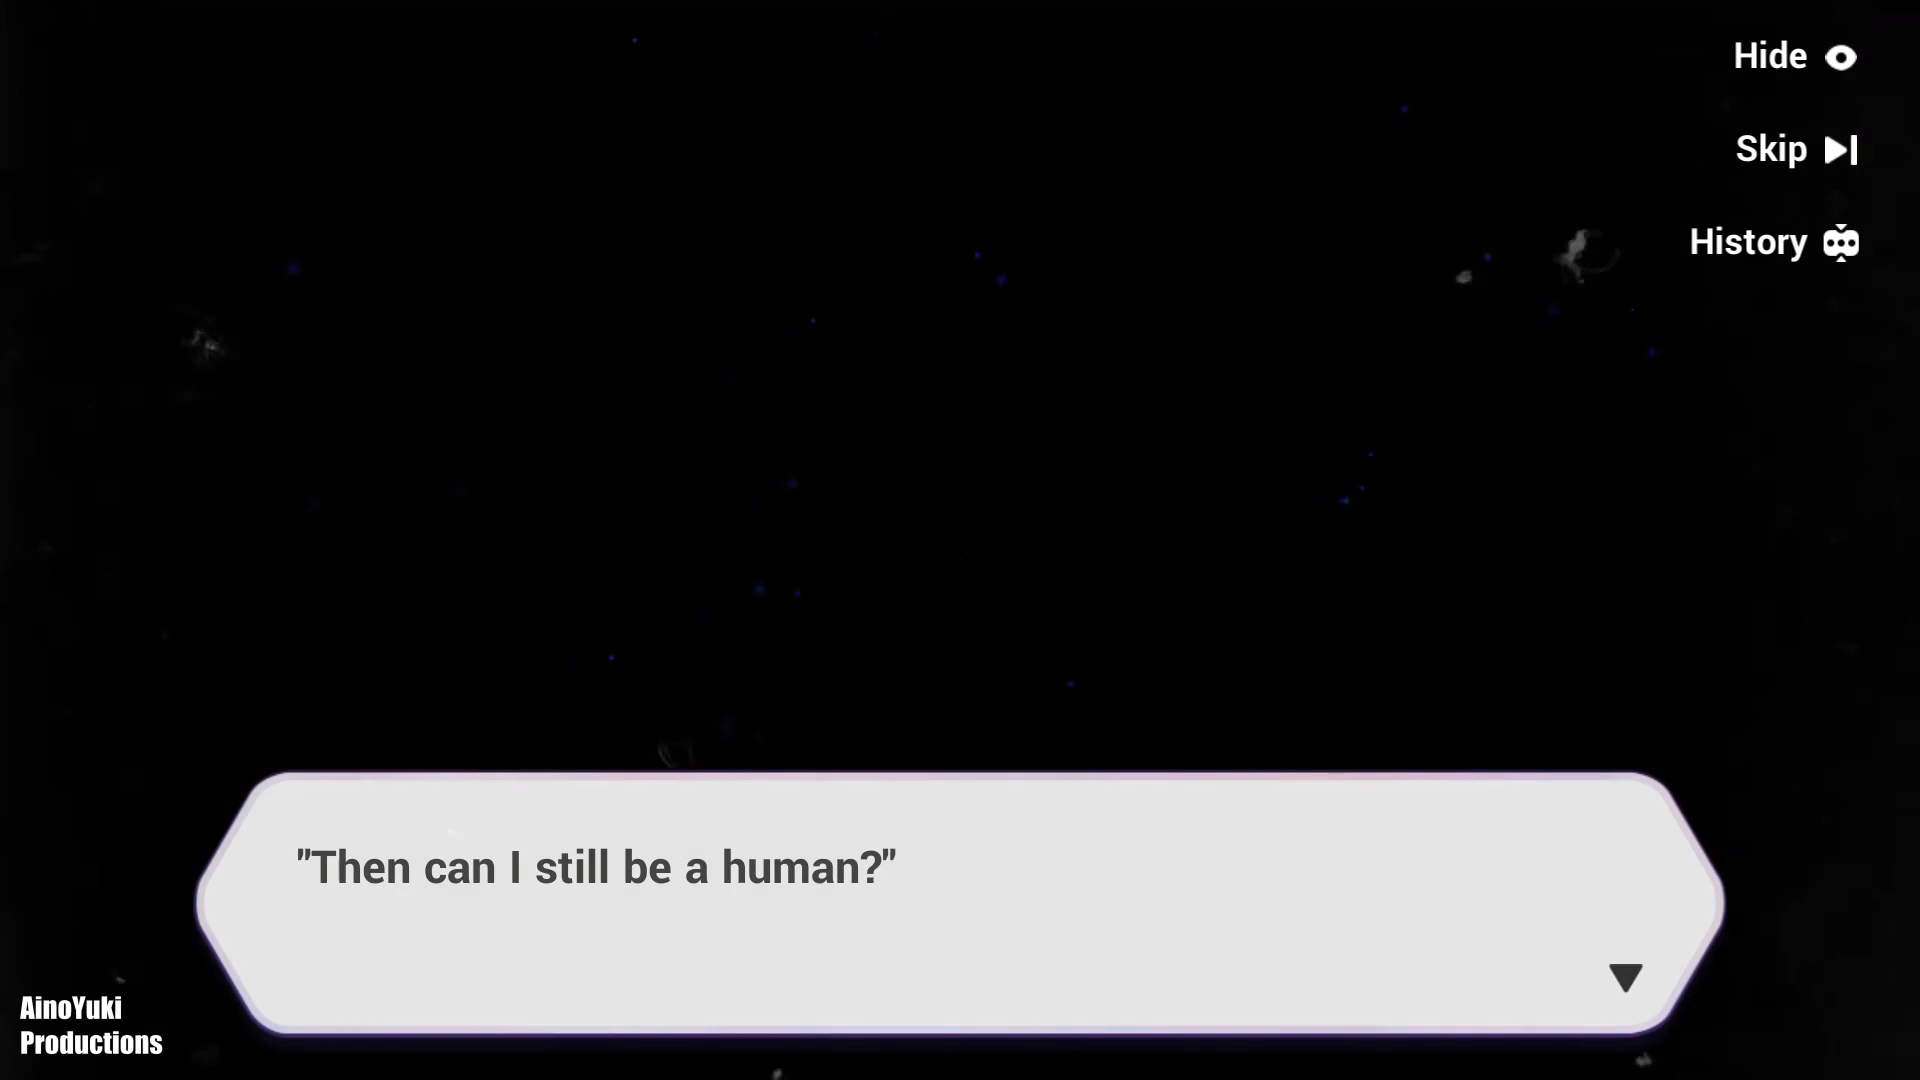 Hide
Skip
History
"Then can I still be a human?"
AinoYuki
Productions